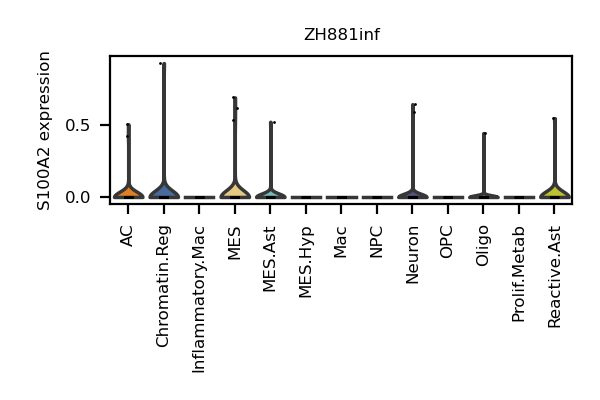 ZH881inf
S100A2 expression
0.5
0.0
AC
Chromatin.Reg
Inflammatory.Mac
MES
MES.Ast
MES.Hyp
Mac
NPC
Neuron
OPC
Oligo
Prolif.Metab
Reactive.Ast